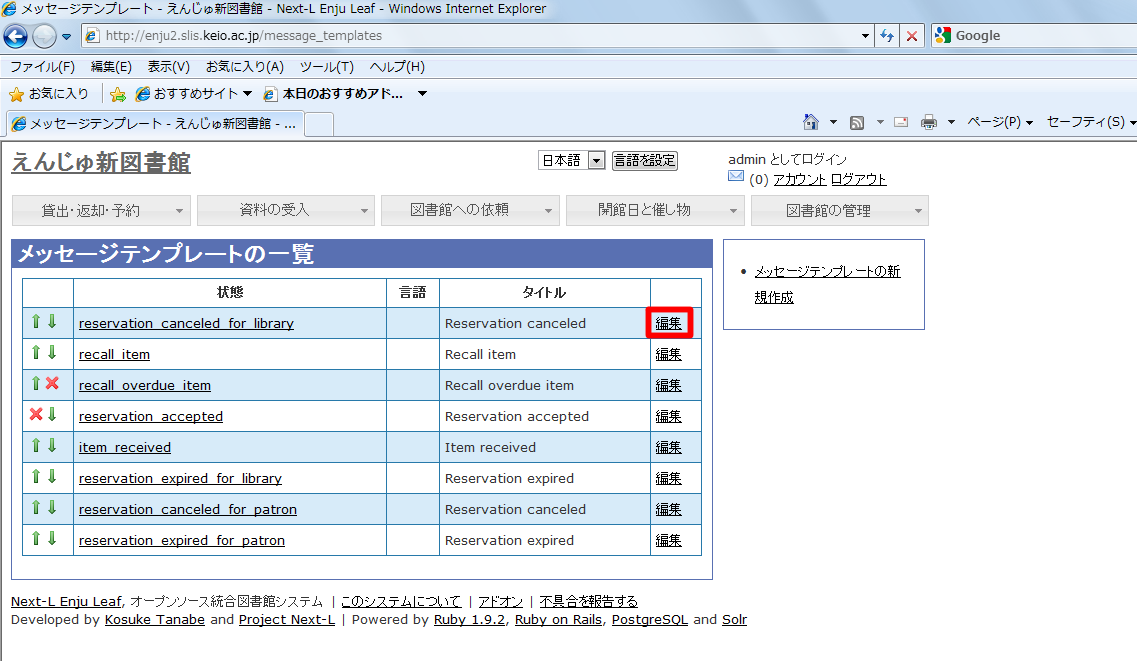 メッセージテンプレート - えんじゅ新図書館 - Next-L Enju Leaf - Windows Internet Explorer
http://enju2.slis.keio.ac.jp/message_templates
Google
ファイル(F) 編集(E) 表示(V) お気に入り(A) ツール(T) ヘルプ(H)
お気に入り おすすめサイト 本日のおすすめアド...
メッセージテンプレート - えんじゅ新図書館 - ...
ページ(P) セーフティ(S)
えんじゅ新図書館
日本語 言語を設定
admin としてログイン
(0) アカウント ログアウト
貸出・返却・予約 資料の受入 図書館への依頼 開館日と催し物 図書館の管理
メッセージテンプレートの一覧
状態 言語 タイトル
reservation_canceled_for_library Reservation canceled 編集
recall_item Recall item 編集
recall_overdue_item Recall overdue item 編集
reservation_accepted Reservation accepted 編集
item_received Item received 編集
reservation_expired_for_library Reservation expired 編集
reservation_canceled_for_patron Reservation canceled 編集
reservation_expired_for_patron Reservation expired 編集
メッセージテンプレートの新
規作成
Next-L Enju Leaf, オープンソース統合図書館システム | このシステムについて | アドオン | 不具合を報告する
Developed by Kosuke Tanabe and Project Next-L | Powered by Ruby 1.9.2, Ruby on Rails, PostgreSQL and Solr